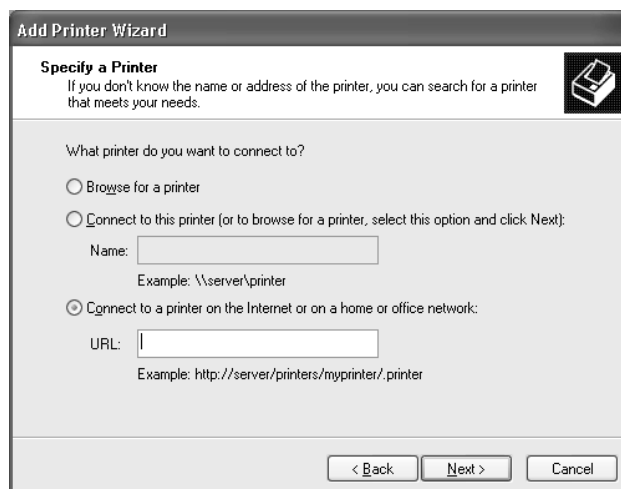 Add Printer Wizard
Specify a Printer
If you don't know the name or address of the printer, you can search for a printer
that meets your needs.
What printer do you want to connect to?
Browse for a printer
Connect to this printer (or to browse for a printer, select this option and click Next):
Name:
Example: \\server\printer
Connect to a printer on the Internet or on a home or office network:
URL:
Example: http://server/printers/myprinter/.printer
< Back Next > Cancel